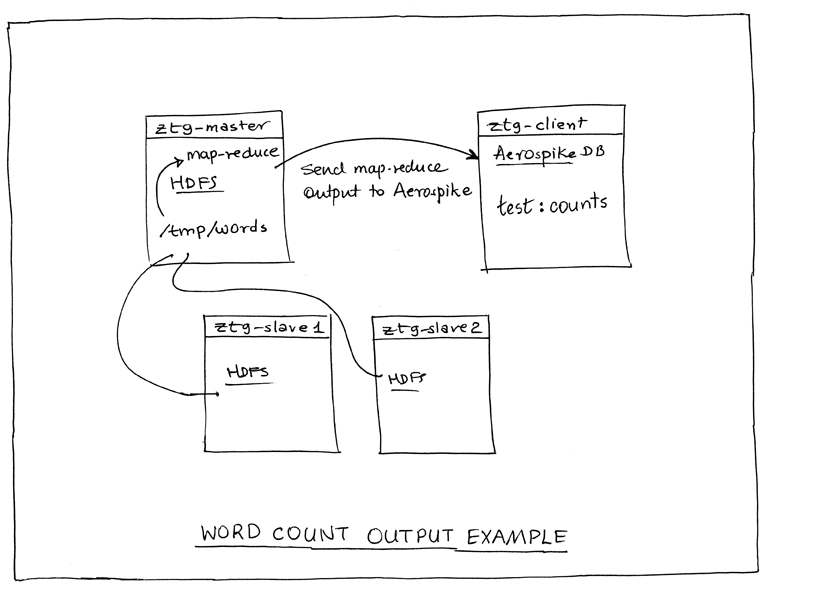 ztg-master
map-reduce
HDFS
/tmp/words
Send map-reduce
Output to Aerospike
ztg-client
Aerospike DB
test:counts
ztg-slave1
HDFS
ztg-slave2
HDFS
WORD COUNT OUTPUT EXAMPLE